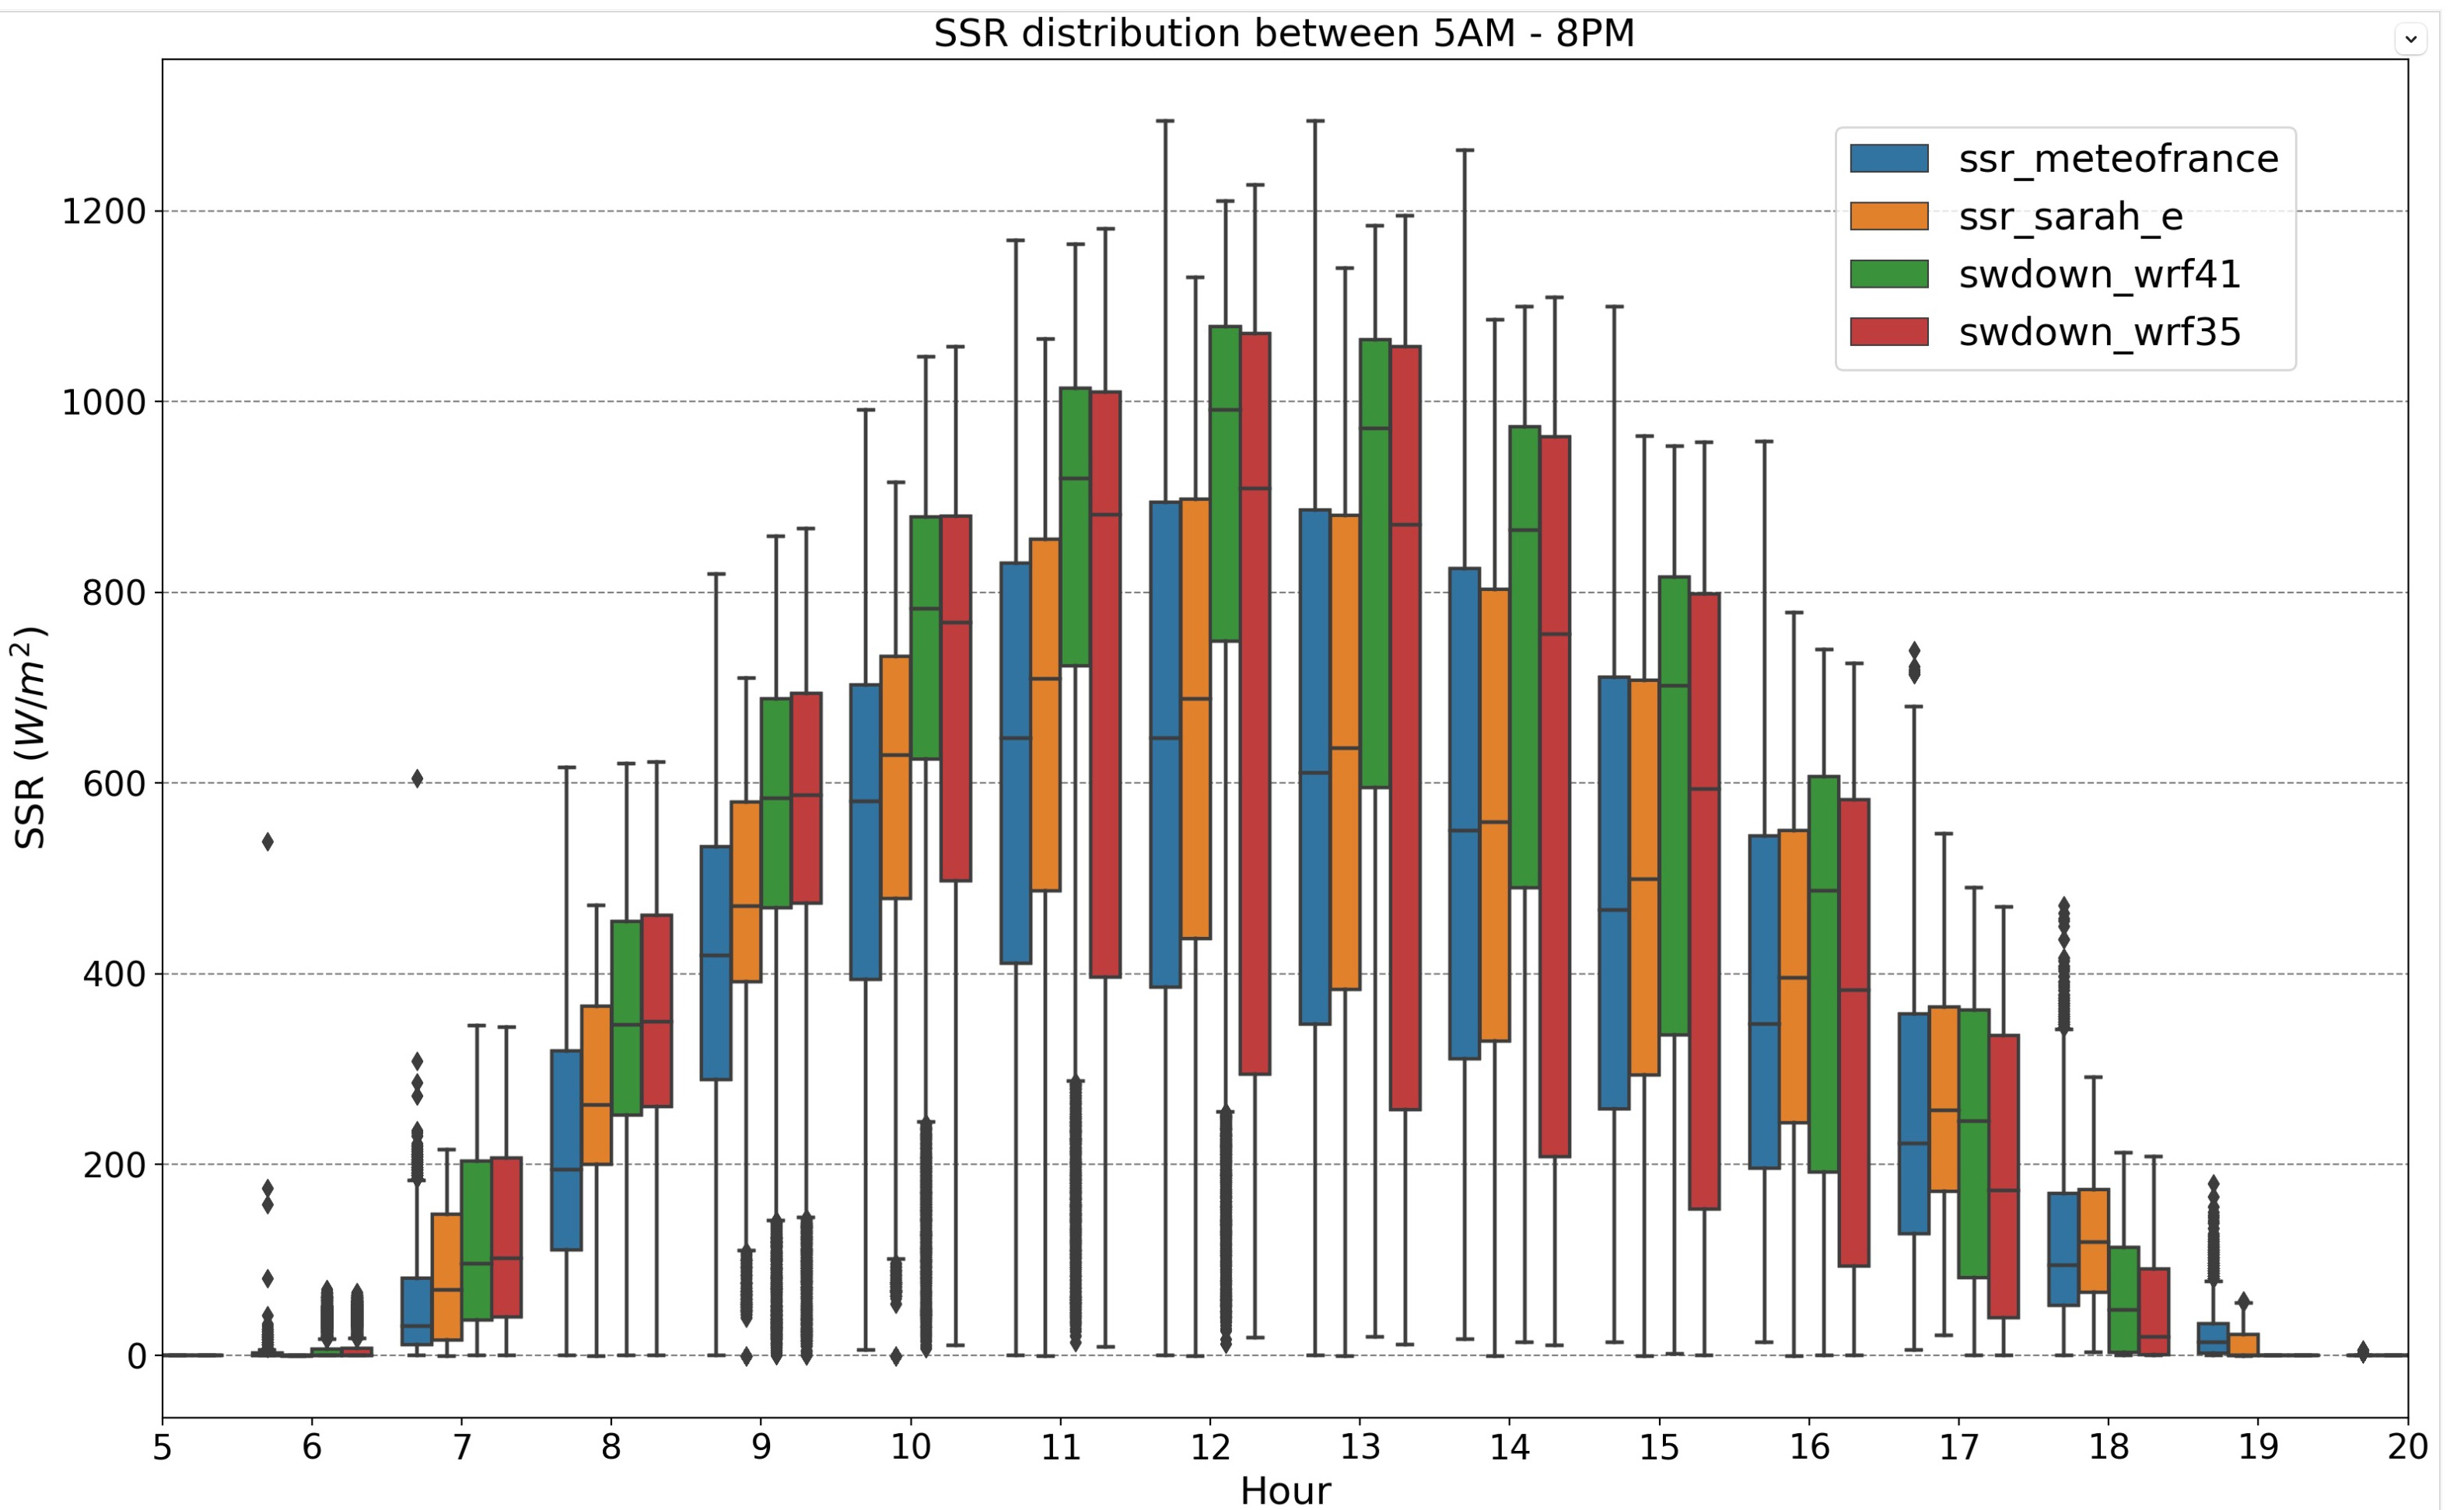 SSR distribution between 5AM - 8PM
ssr_meteofrance
ssr_sarah_e
swdown_wrf41
swdown_wrf35
SSR (W/m²)
1200
1000
800
600
400
200
0
5 6 7 8 9 10 11 12 13 14 15 16 17 18 19 20
Hour